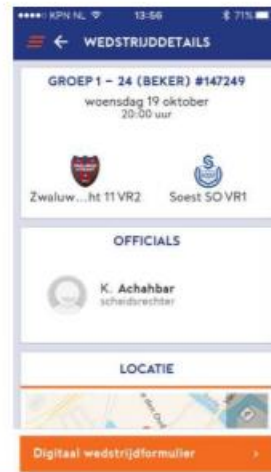 KPN NL 13:56 71%
WEDSTRIJDDETAILS
GROEP 1 - 24 (BEKER) #147249
woensdag 19 oktober
20:00 uur
Zwaluw...ht 11 VR2 Soest SO VR1
OFFICIALS
K. Achahbar
scheidsrechter
LOCATIE
Digitaal wedstrijdformulier